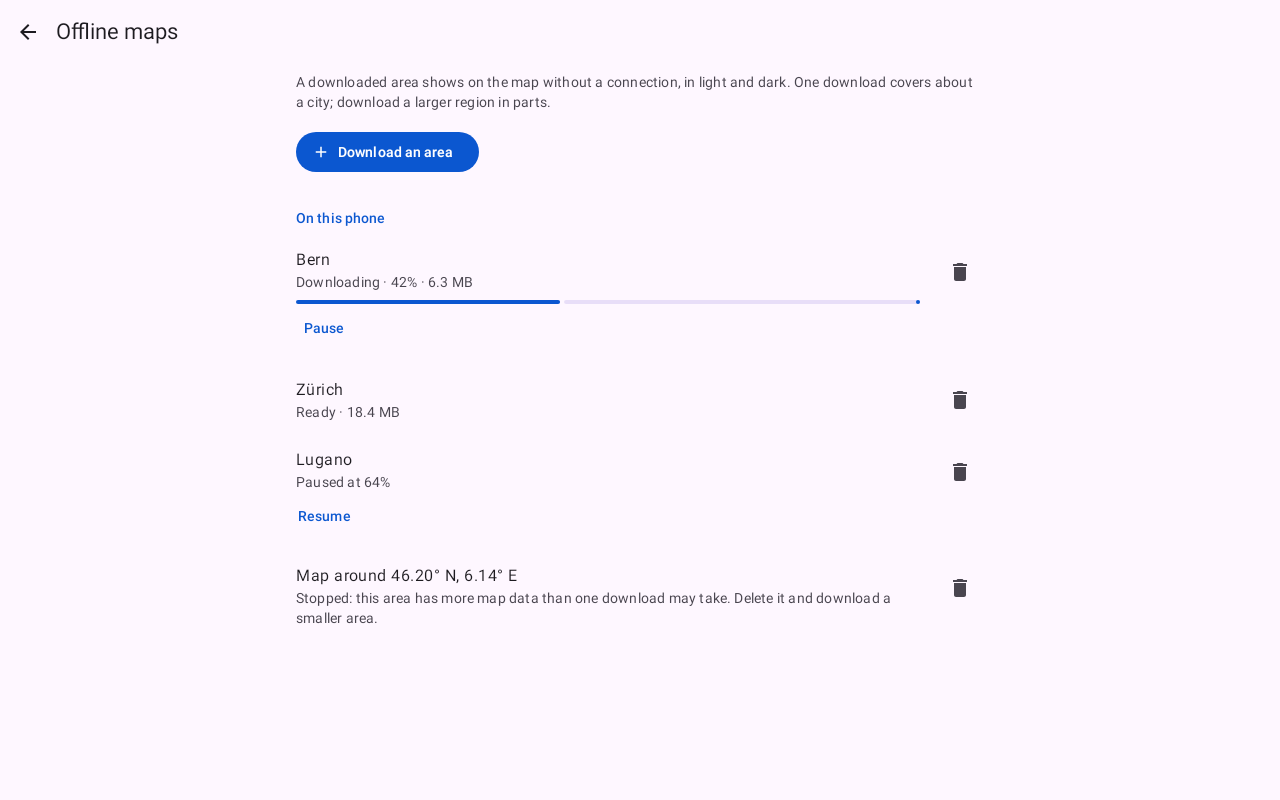 Offline maps
A downloaded area shows on the map without a connection, in light and dark. One download covers about
a city; download a larger region in parts.
Download an area
On this phone
Bern
Downloading · 42% · 6.3 MB
Pause
Zürich
Ready · 18.4 MB
Lugano
Paused at 64%
Resume
Map around 46.20° N, 6.14° E
Stopped: this area has more map data than one download may take. Delete it and download a
smaller area.